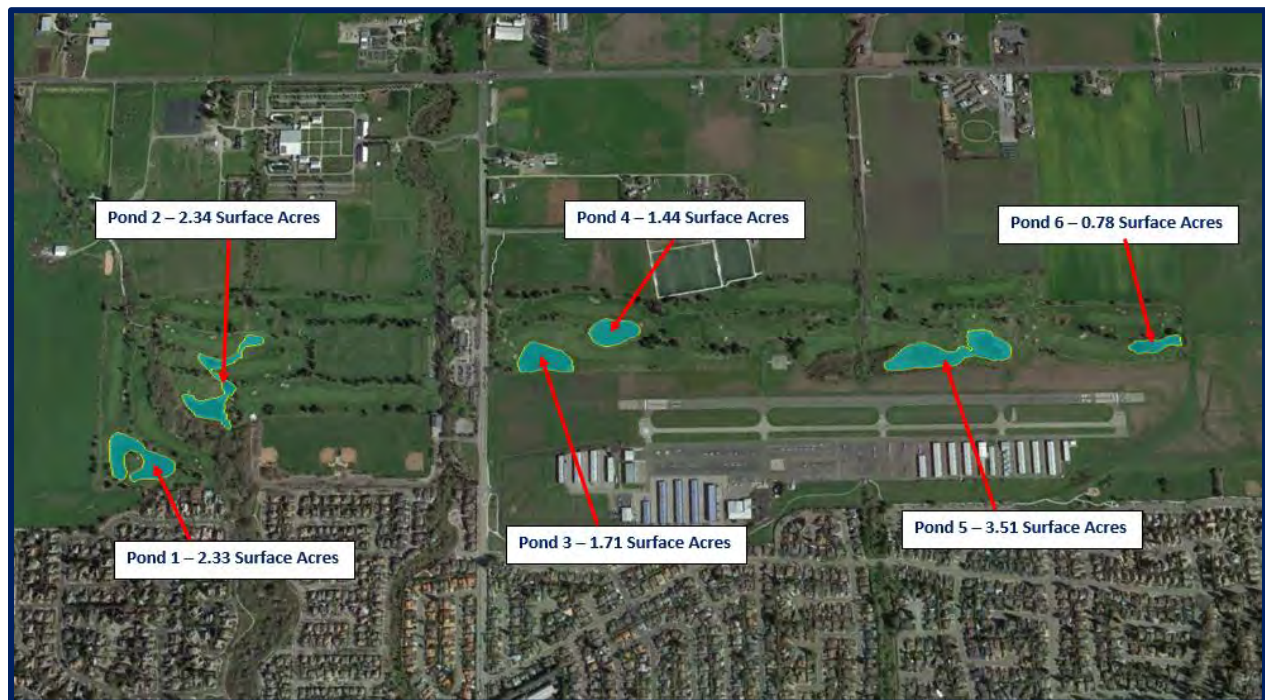 Pond 2 – 2.34 Surface Acres
Pond 4 – 1.44 Surface Acres
Pond 6 – 0.78 Surface Acres
Pond 1 – 2.33 Surface Acres
Pond 3 – 1.71 Surface Acres
Pond 5 – 3.51 Surface Acres